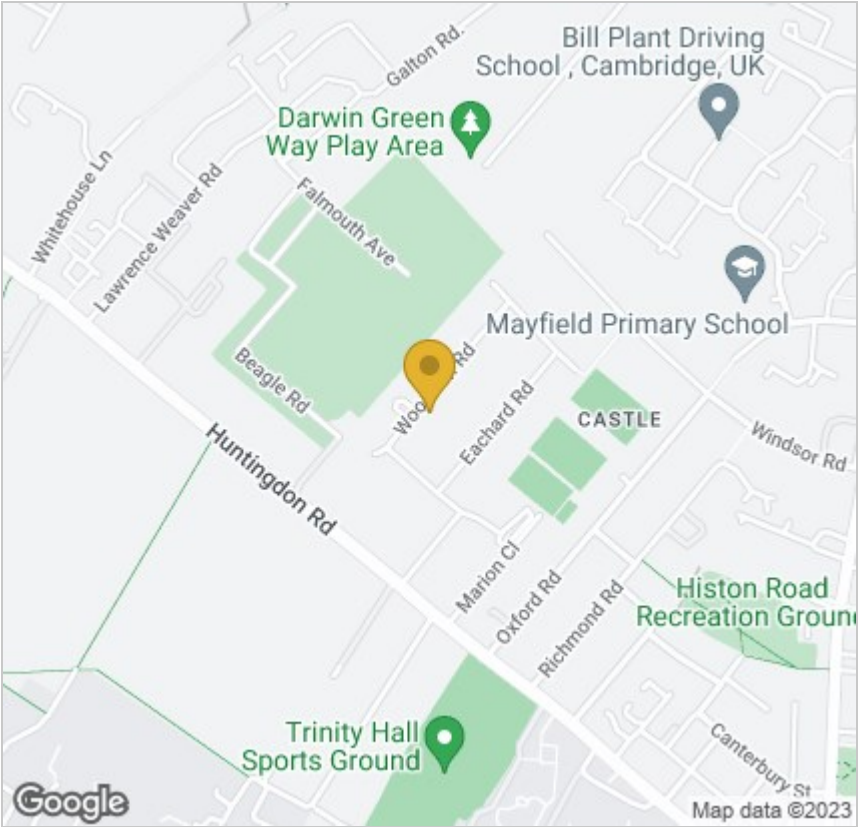 Galton Rd.
Bill Plant Driving
School , Cambridge, UK
Darwin Green
Way Play Area
Whitehouse Ln
Lawrence Weaver Rd
Falmouth Ave
Mayfield Primary School
Beagle Rd
Rd
Eachard Rd
CASTLE
Windsor Rd
Huntingdon Rd
Marion Cl
Oxford Rd
Richmond Rd
Histon Road
Recreation Groun
Trinity Hall
Sports Ground
Canterbury St
Google
Map data ©2023